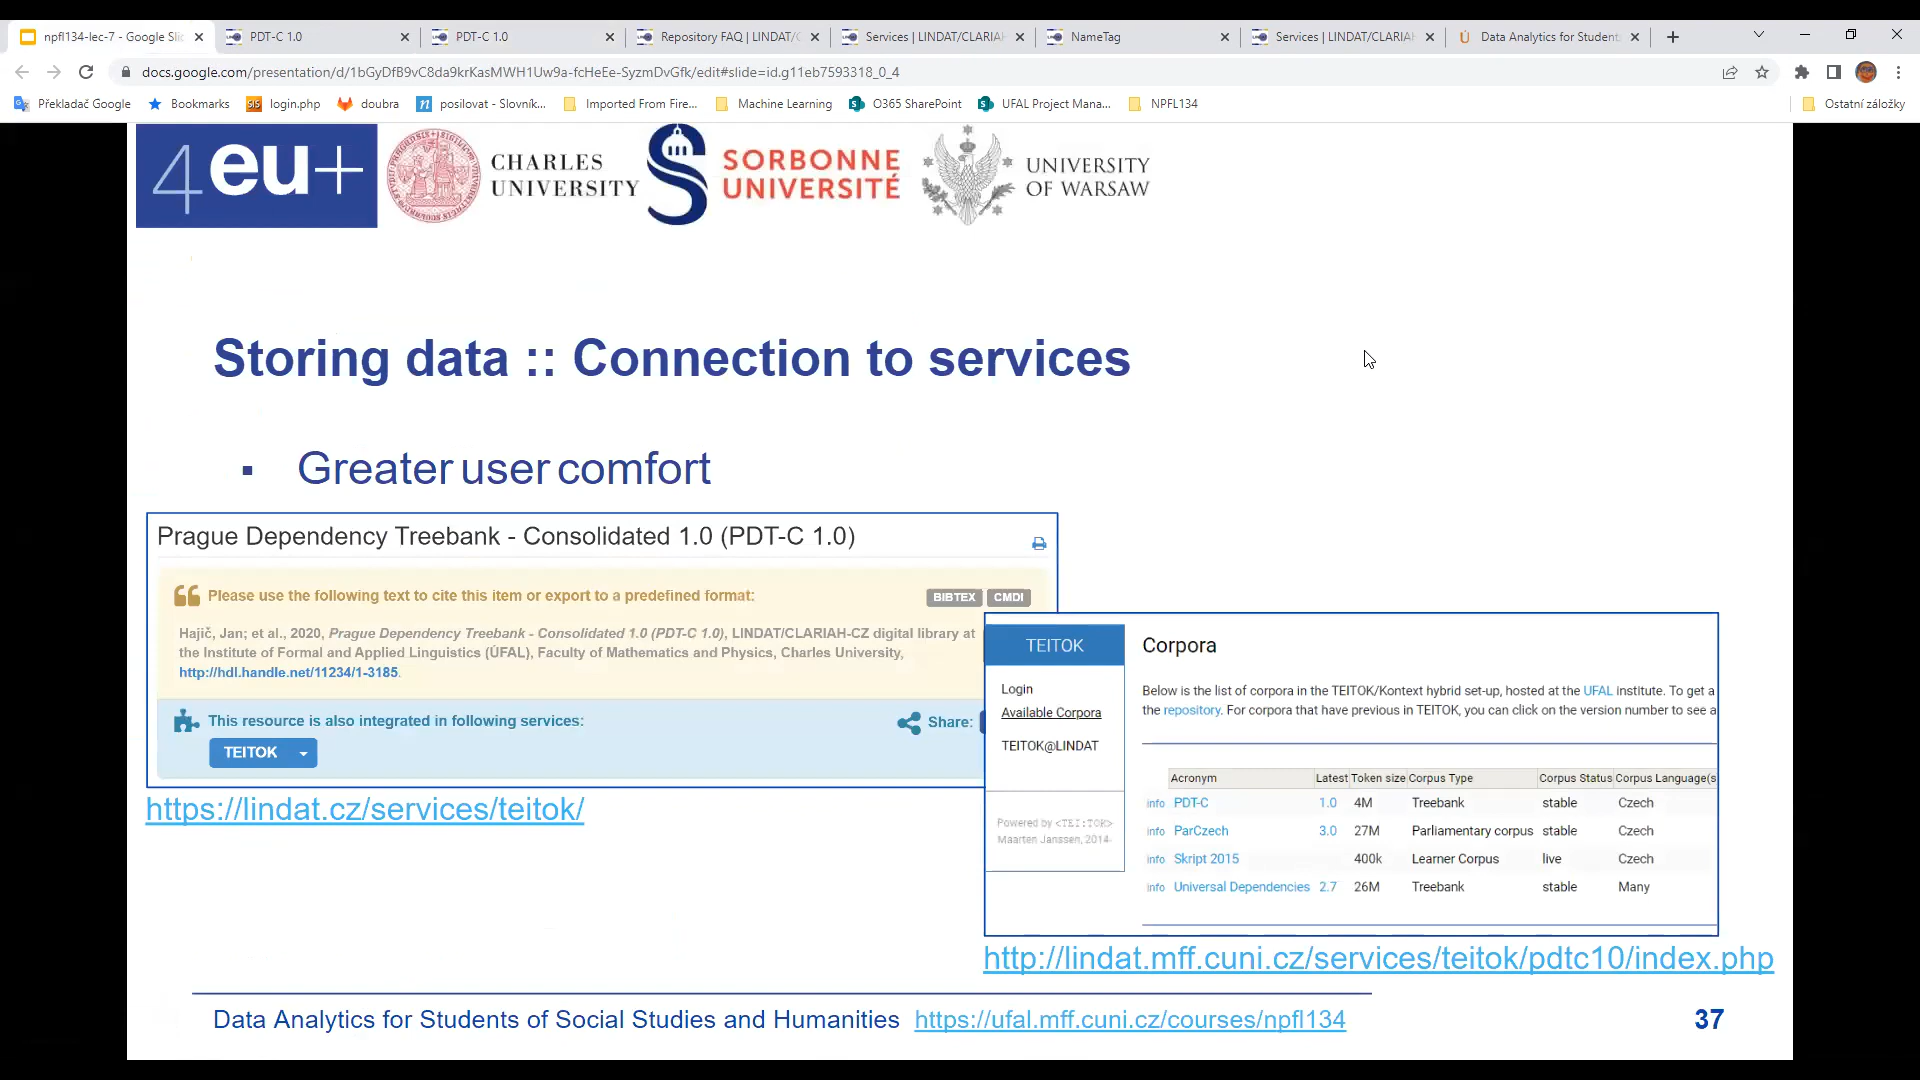 npfl134-lec-7 - Google Slic
PDT-C 1.0
PDT-C 1.0
Repository FAQ | LINDAT/C
Services | LINDAT/CLARIAH
NameTag
Services | LINDAT/CLARIAH
Data Analytics for Student
docs.google.com/presentation/d/1bGyDfB9vC8da9krKasMWH1Uw9a-fcHeEe-SyzmDvGfk/edit#slide=id.g11eb7593318_0_4
Překladač Google
Bookmarks
login.php
doubra
posilovat - Slovník...
Imported From Fire...
Machine Learning
O365 SharePoint
UFAL Project Mana...
NPFL134
Ostatní záložky
4eu+
CHARLES UNIVERSITY
SORBONNE UNIVERSITÉ
UNIVERSITY OF WARSAW
Storing data :: Connection to services
▪ Greater user comfort
Prague Dependency Treebank - Consolidated 1.0 (PDT-C 1.0)
Please use the following text to cite this item or export to a predefined format:
BIBTEX CMDI
Hajič, Jan; et al., 2020, Prague Dependency Treebank - Consolidated 1.0 (PDT-C 1.0), LINDAT/CLARIAH-CZ digital library at
the Institute of Formal and Applied Linguistics (ÚFAL), Faculty of Mathematics and Physics, Charles University,
http://hdl.handle.net/11234/1-3185.
This resource is also integrated in following services:
Share:
TEITOK
https://lindat.cz/services/teitok/
TEITOK
Login
Available Corpora
TEITOK@LINDAT
Powered by <TEI:TOK>
Maarten Janssen, 2014-
Corpora
Below is the list of corpora in the TEITOK/Kontext hybrid set-up, hosted at the UFAL institute. To get a
the repository. For corpora that have previous in TEITOK, you can click on the version number to see a
Acronym Latest Token size Corpus Type Corpus Status Corpus Language(s
info PDT-C 1.0 4M Treebank stable Czech
info ParCzech 3.0 27M Parliamentary corpus stable Czech
info Skript 2015 400k Learner Corpus live Czech
info Universal Dependencies 2.7 26M Treebank stable Many
http://lindat.mff.cuni.cz/services/teitok/pdtc10/index.php
Data Analytics for Students of Social Studies and Humanities https://ufal.mff.cuni.cz/courses/npfl134
37